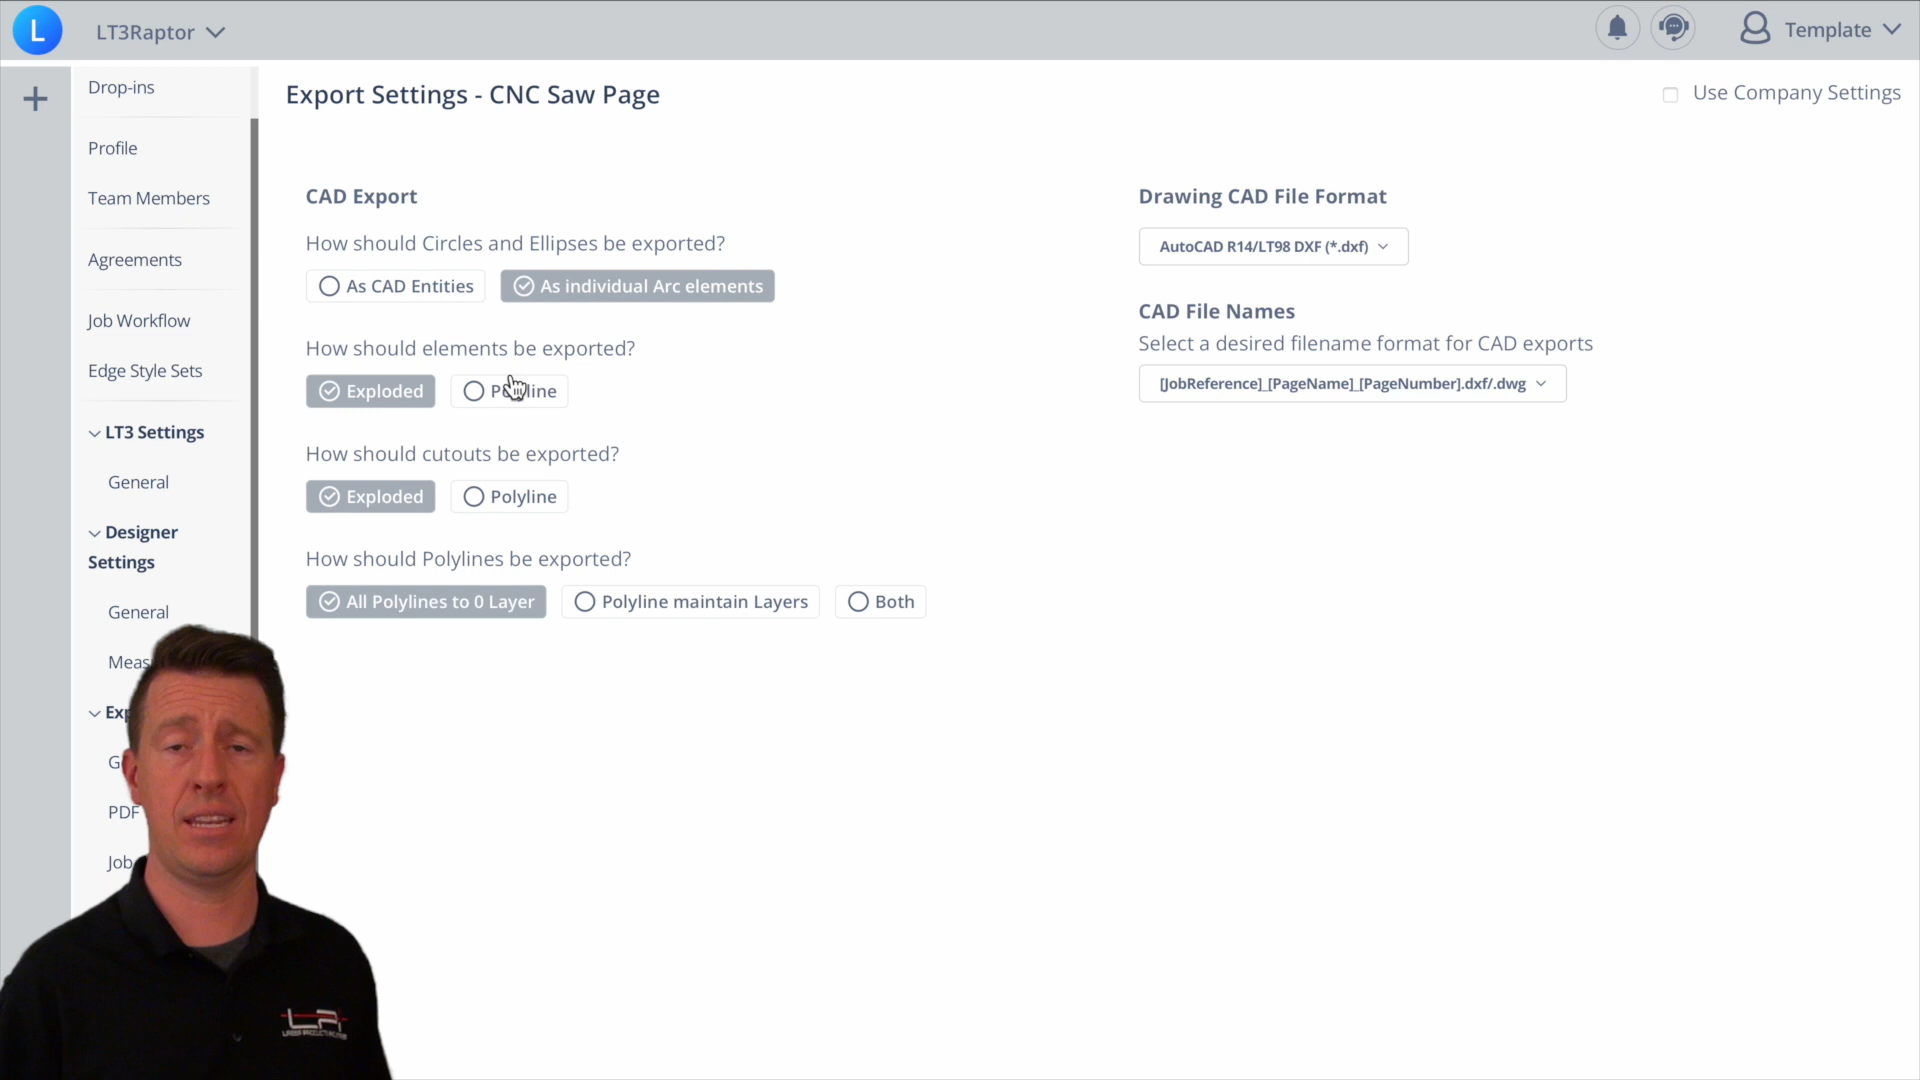 L
LT3Raptor
Template
Drop-ins
Profile
Team Members
Agreements
Job Workflow
Edge Style Sets
LT3 Settings
General
Designer
Settings
General
PDF
Job
Export Settings - CNC Saw Page
Use Company Settings
CAD Export
How should Circles and Ellipses be exported?
As CAD Entities
As individual Arc elements
How should elements be exported?
Exploded
Polyline
How should cutouts be exported?
Exploded
Polyline
How should Polylines be exported?
All Polylines to 0 Layer
Polyline maintain Layers
Both
Drawing CAD File Format
AutoCAD R14/LT98 DXF (*.dxf)
CAD File Names
Select a desired filename format for CAD exports
[JobReference]_[PageName]_[PageNumber].dxf/.dwg